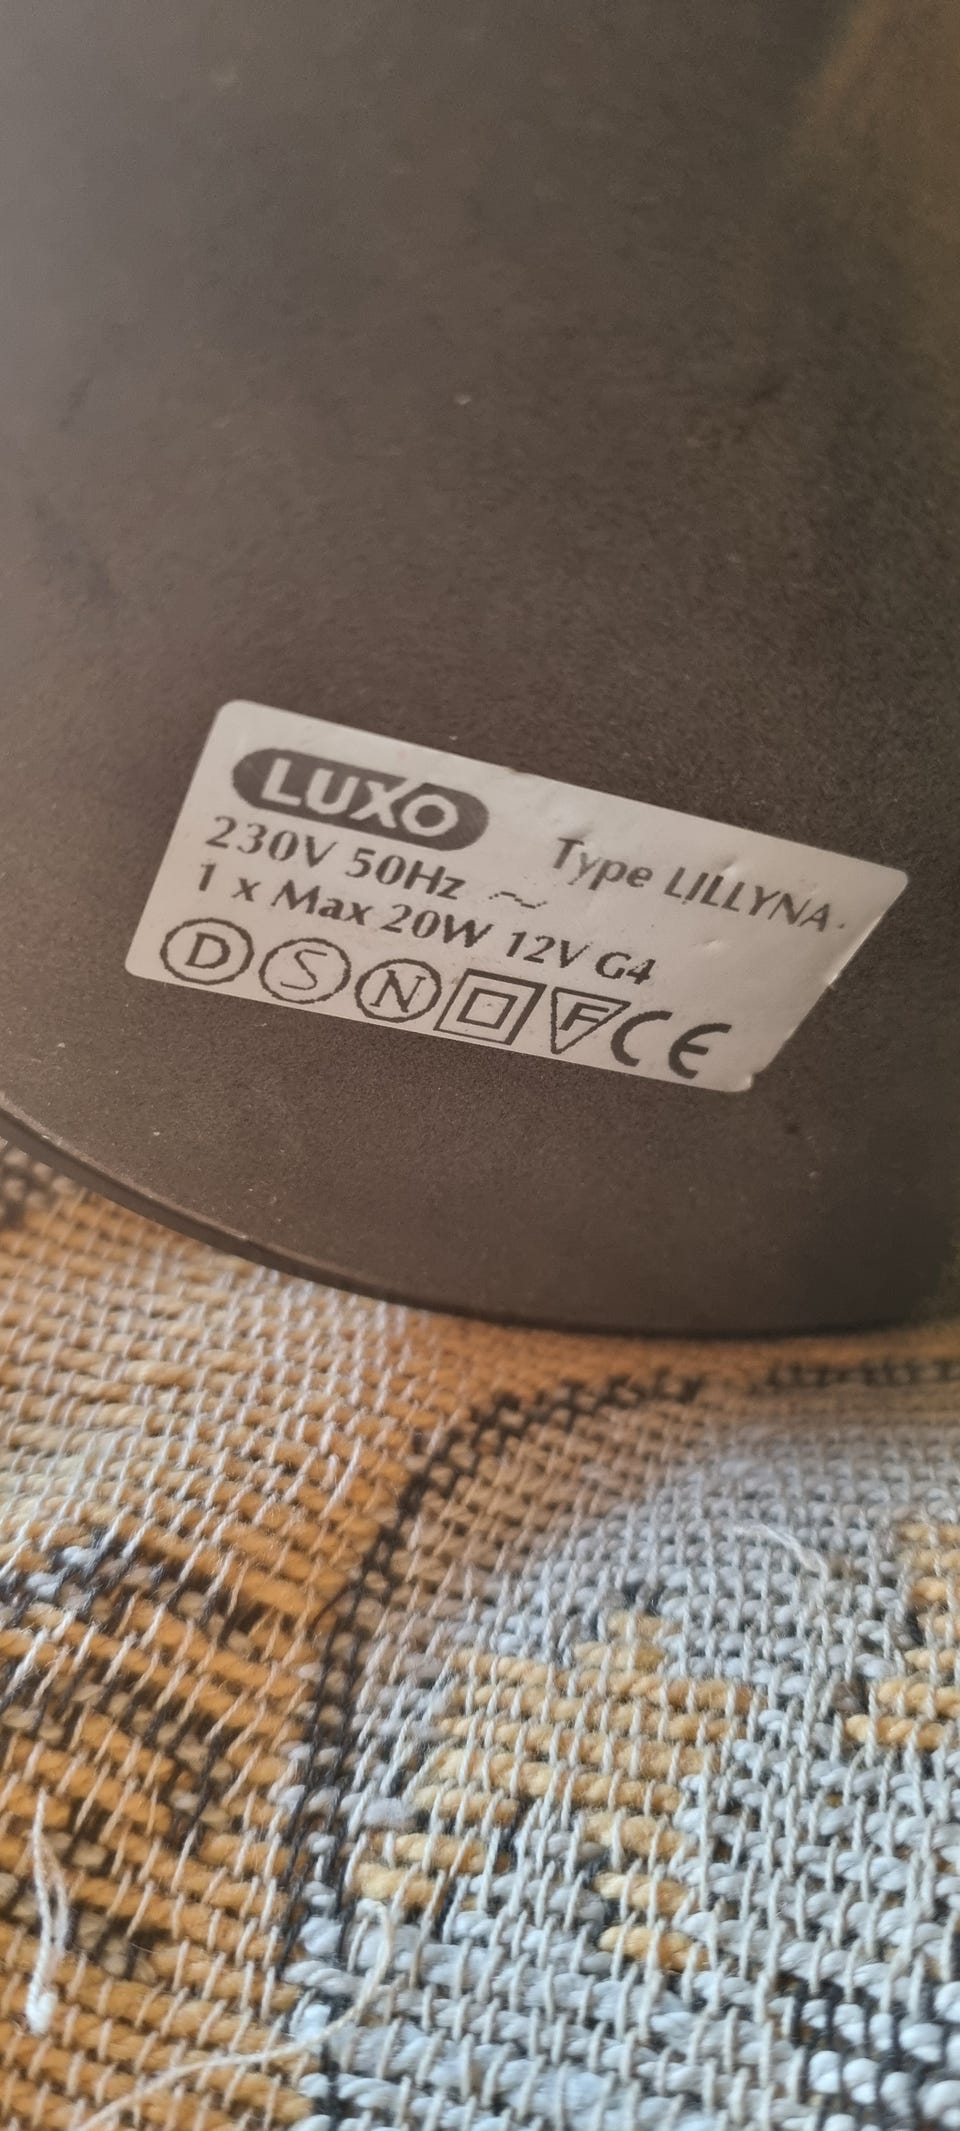 LUXO
Type LILLYNA
230V 50Hz ~
1 x Max 20W 12V G4
D S N F CE